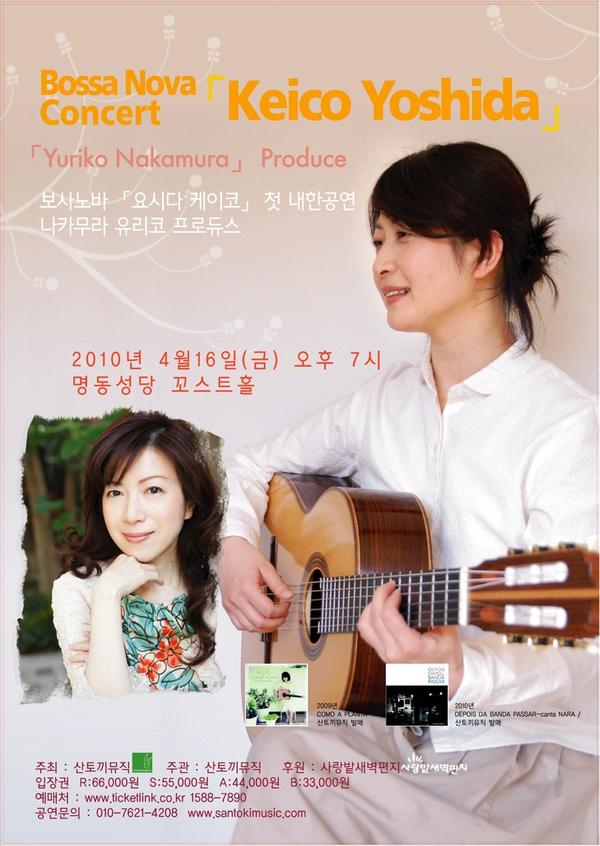 Bossa Nova
Concert 「Keico Yoshida」
「Yuriko Nakamura」 Produce
보사노바 「요시다 케이코」 첫 내한공연
나카무라 유리코 프로듀스
2010년 4월16일(금) 오후 7시
명동성당 꼬스트홀
2009년
COMO A PLANTA
산토끼뮤직 발매
DEPOIS
DA
BANDA
PASSAR
2010년
DEPOIS DA BANDA PASSAR~canta NARA /
산토끼뮤직 발매
주최 : 산토끼뮤직 주관 : 산토끼뮤직 후원 : 사랑밭새벽편지 사랑밭새벽편지
입장권 R:66,000원 S:55,000원 A:44,000원 B:33,000원
예매처 : www.ticketlink.co.kr 1588-7890
공연문의 : 010-7621-4208 www.santokimusic.com